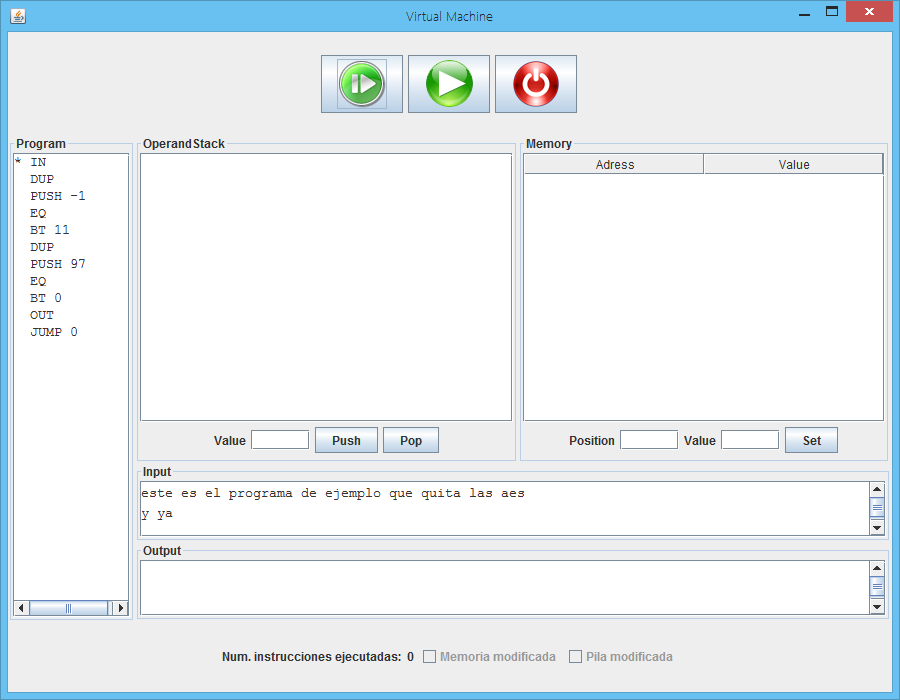 Virtual Machine
Program
* IN
DUP
PUSH -1
EQ
BT 11
DUP
PUSH 97
EQ
BT 0
OUT
JUMP 0
OperandStack
Value Push Pop
Memory
Adress Value
Position Value Set
Input
este es el programa de ejemplo que quita las aes
y ya
Output
Num. instrucciones ejecutadas: 0 Memoria modificada Pila modificada